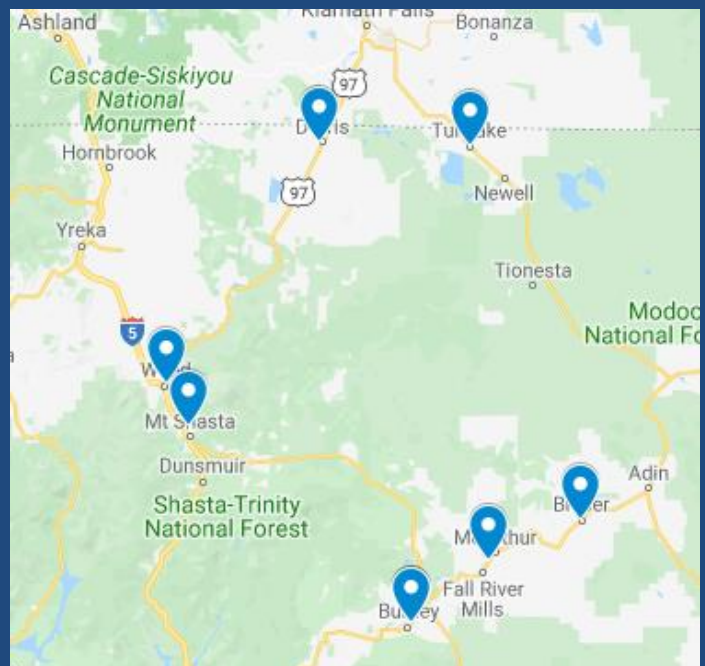 Klamath Falls
Ashland
Bonanza
Cascade-Siskiyou
National
Monument
97
Hornbrook
97
Newell
Yreka
Tionesta
5
Modoc
National Fo
Mt Shasta
Dunsmuir
Adin
Shasta-Trinity
National Forest
Fall River
Mills